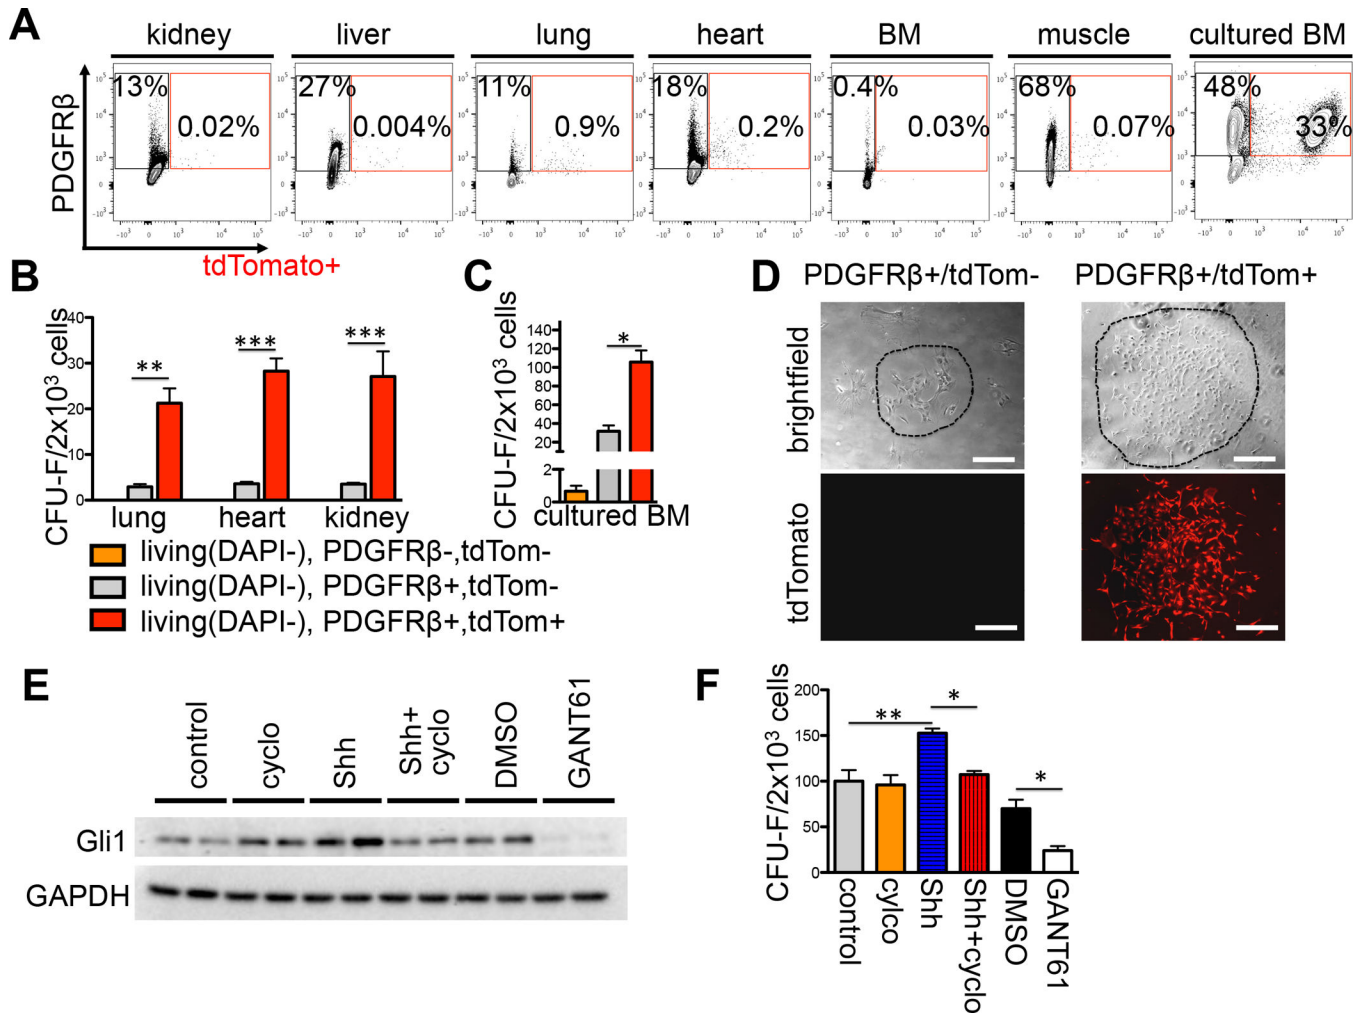 A
kidney liver lung heart BM muscle cultured BM
13% 27% 11% 18% 0.4% 68% 48%
0.02% 0.004% 0.9% 0.2% 0.03% 0.07% 33%
PDGFRβ
tdTomato+
B
CFU-F/2x10³ cells
40
30
20
10
0
** *** ***
lung heart kidney
C
CFU-F/2x10³ cells
140
120
100
80
60
40
20
2
0
*
cultured BM
living(DAPI-), PDGFRβ-,tdTom-
living(DAPI-), PDGFRβ+,tdTom-
living(DAPI-), PDGFRβ+,tdTom+
D
PDGFRβ+/tdTom- PDGFRβ+/tdTom+
brightfield
tdTomato
E
control cyclo Shh Shh+ cyclo DMSO GANT61
Gli1
GAPDH
F
CFU-F/2x10³ cells
200
150
100
50
0
** * *
control cylco Shh Shh+cyclo DMSO GANT61